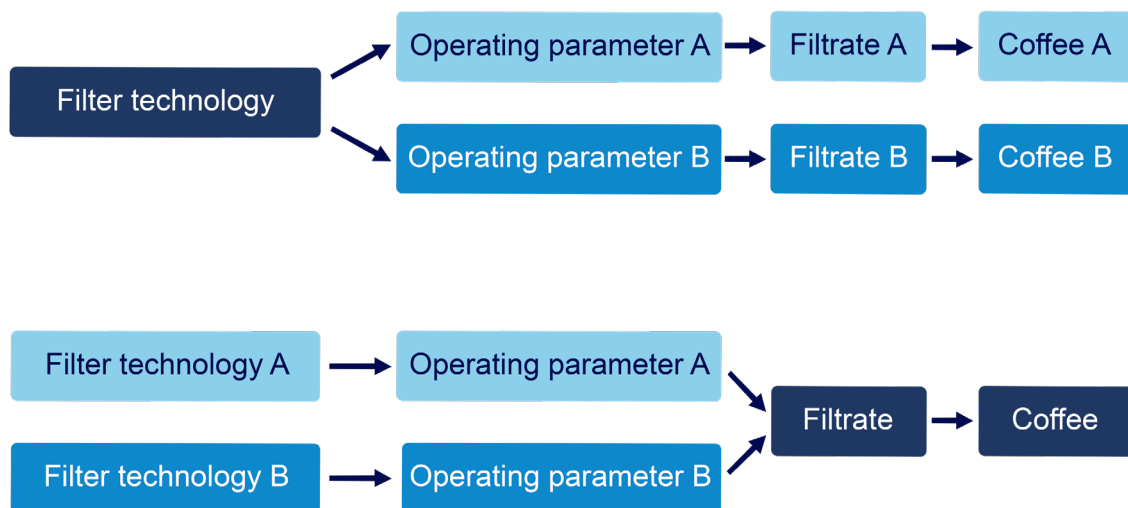 Filter technology
Operating parameter A
Filtrate A
Coffee A
Operating parameter B
Filtrate B
Coffee B
Filter technology A
Operating parameter A
Filter technology B
Operating parameter B
Filtrate
Coffee